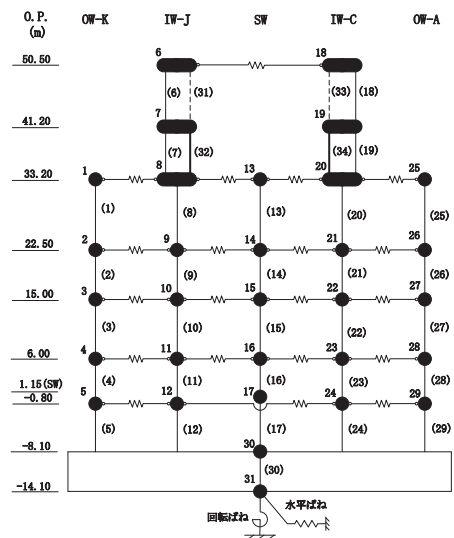 O.P. OW-K IW-J SW IW-C OW-A
(m)
50.50 6 18
(6) (31) (33) (18)
41.20 7 19
(7) (32) (34) (19)
33.20 1 8 13 20 25
(1) (8) (13) (20) (25)
22.50 2 9 14 21 26
(2) (9) (14) (21) (26)
15.00 3 10 15 22 27
(3) (10) (15) (22) (27)
6.00 4 11 16 23 28
(4) (11) (16) (23) (28)
1.15(SW) 17
-0.80 5 12 24 29
(5) (12) (17) (24) (29)
-8.10 30
(30)
-14.10 31
水平ばね
回転ばね